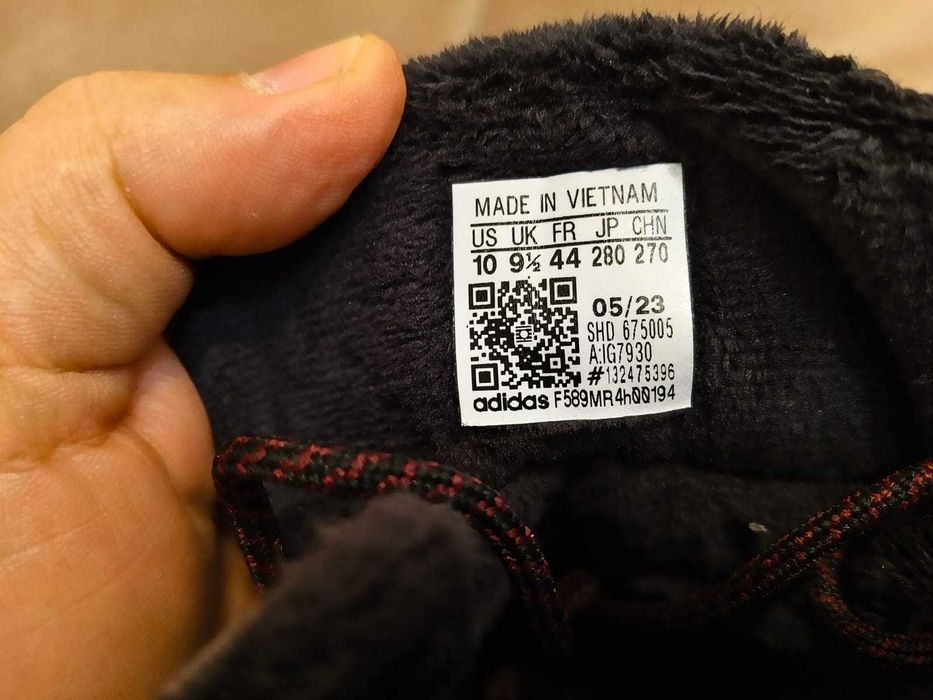 MADE IN VIETNAM
US UK FR JP CHN
10 9½ 44 280 270
05/23
SHD 675005
A:IG7930
#132475396
adidas F589MR4h00194